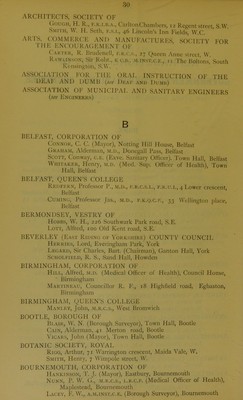 30
ARCHITECTS, SOCIETY OF
GOUGH, H. R., F.R.I.B.A., Carlton Chambers, 12 Regent street, S.W.
SMITH, W. H. Seth, F.S.I., 46 Lincoln's Inn Fields, W.C.
ARTS, COMMERCE AND MANUFACTURES, SOCIETY FOR
THE ENCOURAGEMENT OF
CARTER, R. Brudenell, F.R.C.S., 27 Queen Anne street, W.
RAWLINSON, Sir Robt., K.C.B., M.INST.C.E., 11 The Boltons, South
Kensington, S.W.
ASSOCIATION FOR THE ORAL INSTRUCTION OF THE
DEAF AND DUMB (see DEAF AND DUMB)
ASSOCIATION OF MUNICIPAL AND SANITARY ENGINEERS
(see ENGINEERS)
B
BELFAST, CORPORATION OF
CONNOR, C. C. (Mayor), Notting Hill House, Belfast
GRAHAM, Alderman, M.D., Donegall Pass, Belfast
SCOTT, Conway, C.E. (Exec. Sanitary Officer), Town Hall, Belfast
WHITAKER, Henry, M.D. (Med. Sup. Officer of Health), Town
Hall, Belfast
BELFAST, QUEEN'S COLLEGE
REDFERN, Professor P., M.D., F.R.C.S.I., F.R.U.I., 4 Lower crescent,
Belfast
CUMING, Professor Jas., M.D., F.K.Q.C.P., 33 Wellington place,
Belfast
BERMONDSEY, VESTRY OF
HOBBS, W. H., 226 Southwark Park road, S.E.
LOTT, Alfred, 100 Old Kent road, S.E.
BEVERLEY (EAST RIDING OF YORKSHIRE) COUNTY COUNCIL
HERRIES, Lord, Everingham Park, York
LEGARD, Sir Charles, Bart. (Chairman), Ganton Hall, York
SCHOLFIELD, R. S., Sand Hall, Howden
BIRMINGHAM, CORPORATION OF
HILL, Alfred, M.D. (Medical Officer of Health), Council House,
Birmingham
MARTINEAU, Councillor R. F., 18 Highfield road, Edgbaston,
Birmingham
BIRMINGHAM, QUEEN'S COLLEGE
MANLEY, John, M.R.C.S., West Bromwich
BOOTLE, BOROUGH OF
BLAIR, W. N. (Borough Surveyor), Town Hall, Bootle
CAIN, Alderman, 42 Merton road, Bootle
VICARS, John (Mayor), Town Hall, Bootle
BOTANIC SOCIETY, ROYAL
RIGG, Arthur, 71 Warrington crescent, Maida Vale, W.
SMITH, Henry, 7 Wimpole street, W.
BOURNEMOUTH, CORPORATION OF
HANKINSON, T. J. (Mayor), Eastbury, Bournemouth
NUNN, P. W. G., M.R.C.S., L.R.C.P. (Medical Officer of Health)
Maplestead, Bournemouth
LACEY, F. W., A.M.INST.C.E. (Borough Surveyor), Bournemouth